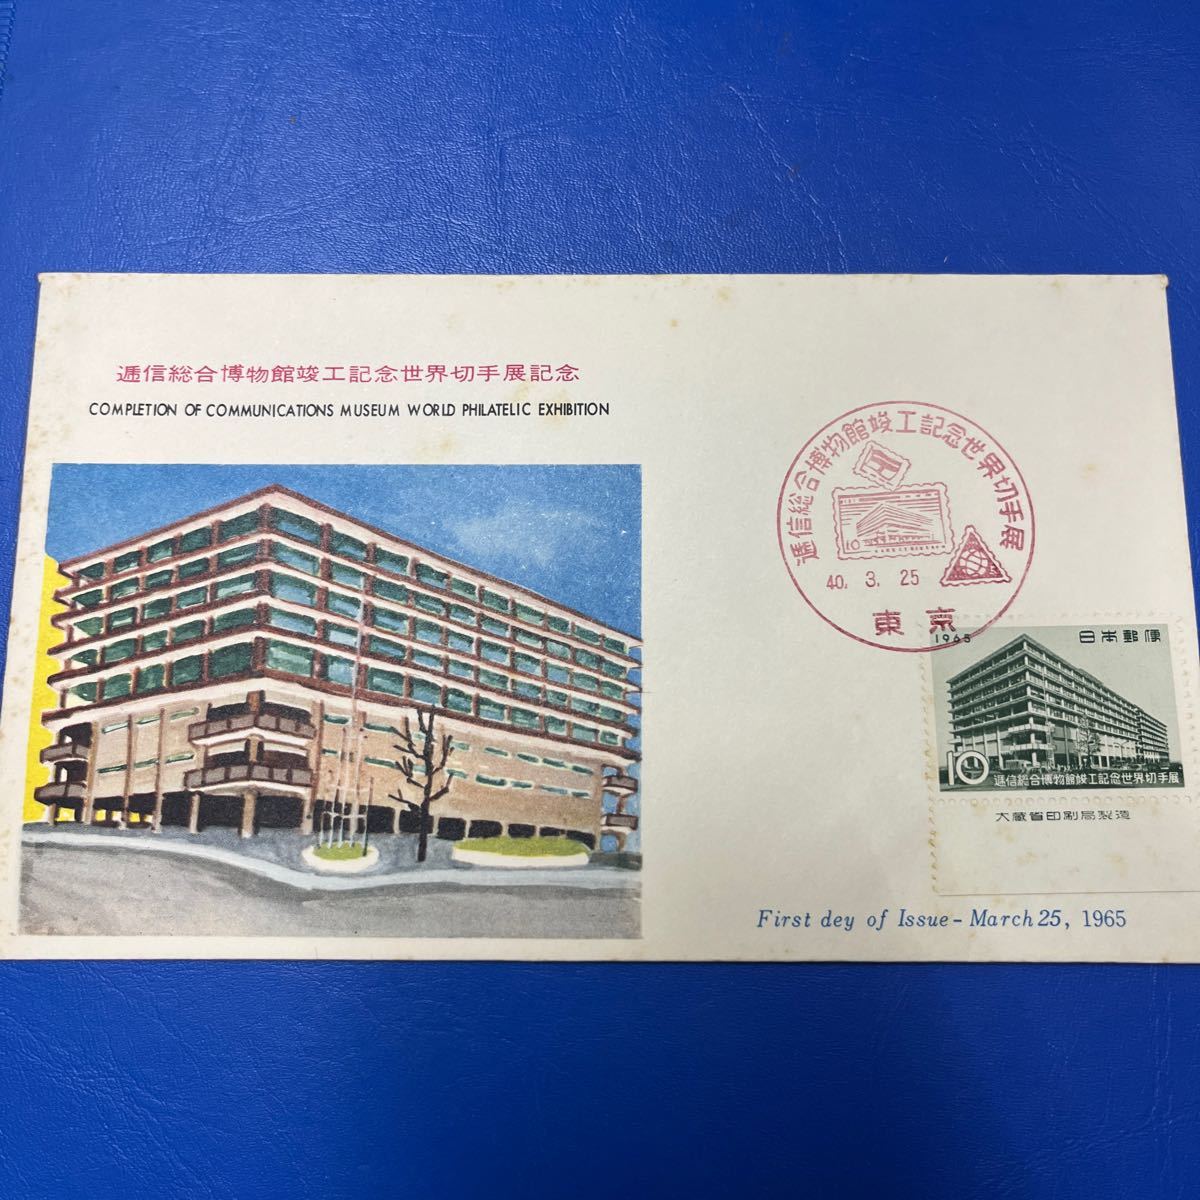 逓信総合博物館竣工記念世界切手展記念
COMPLETION OF COMMUNICATIONS MUSEUM WORLD PHILATELIC EXHIBITION
逓信総合博物館竣工記念世界切手展
10
40. 3. 25
東京
1965 日本郵便
10
逓信総合博物館竣工記念世界切手展
大蔵省印刷局製造
First day of Issue - March 25, 1965